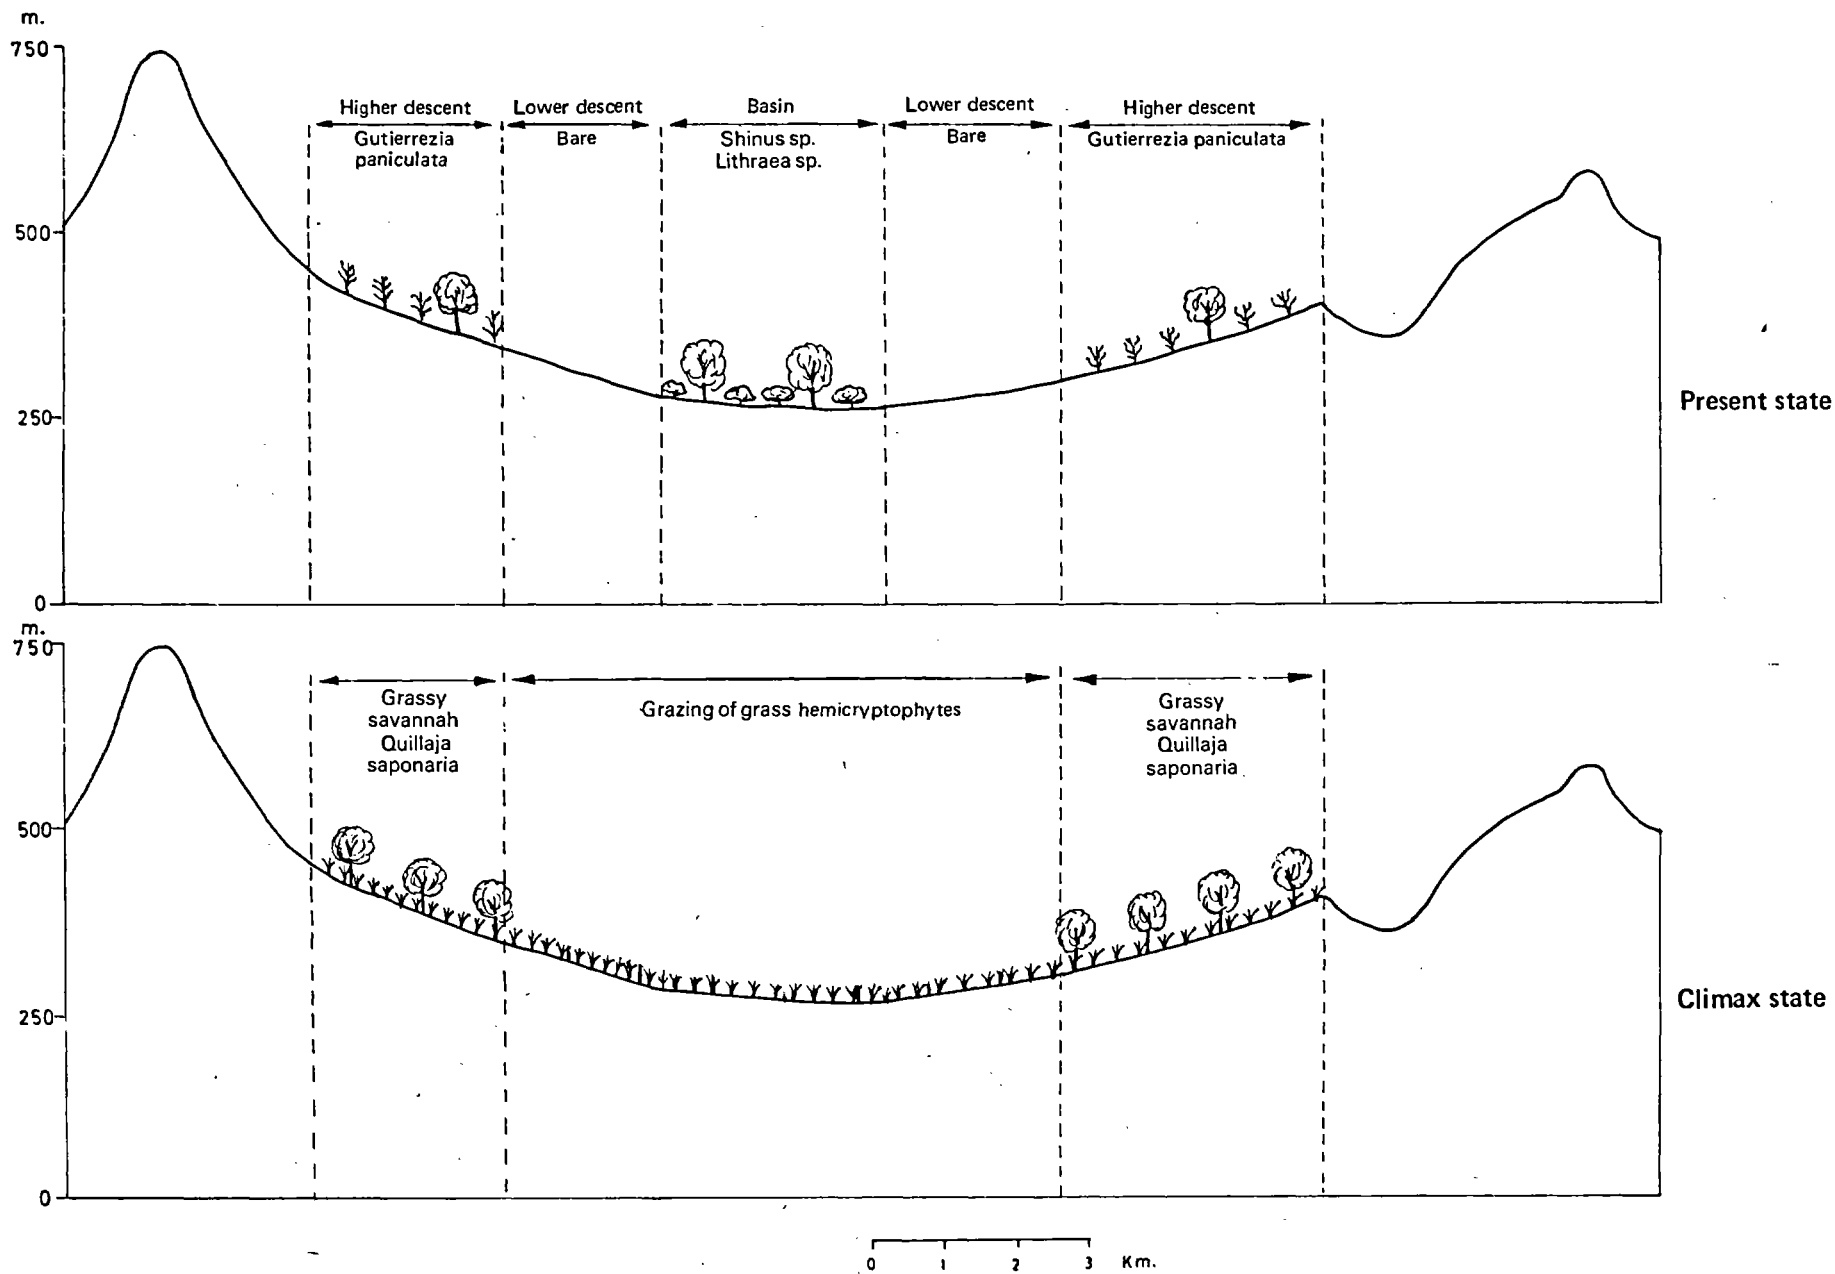 m.
750
500
250
0
Higher descent
Gutierrezia
paniculata
Lower descent
Bare
Basin
Shinus sp.
Lithraea sp.
Lower descent
Bare
Higher descent
Gutierrezia paniculata
Present state
m.
750
500
250
0
Grassy
savannah
Quillaja
saponaria
Grazing of grass hemicryptophytes
Grassy
savannah
Quillaja
saponaria
Climax state
0 1 2 3 Km.